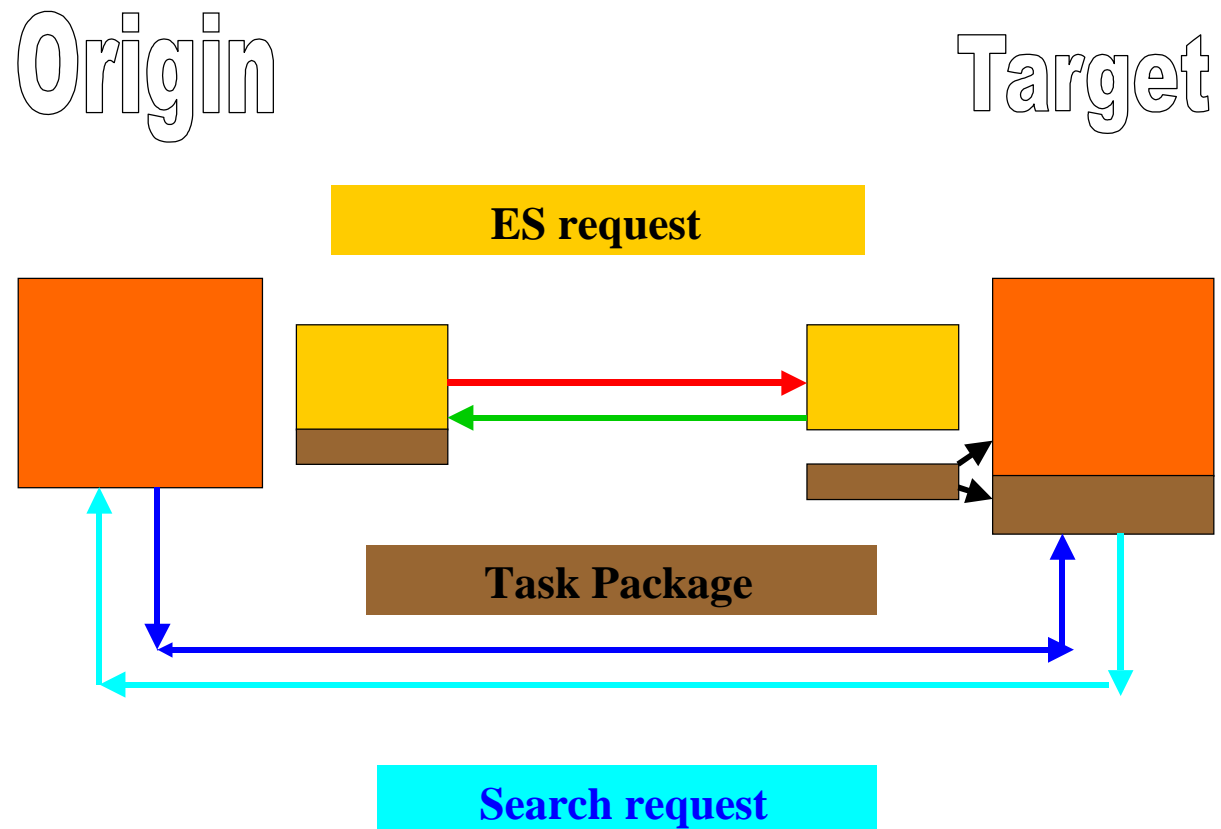 Origin
Target
ES request
Task Package
Search request